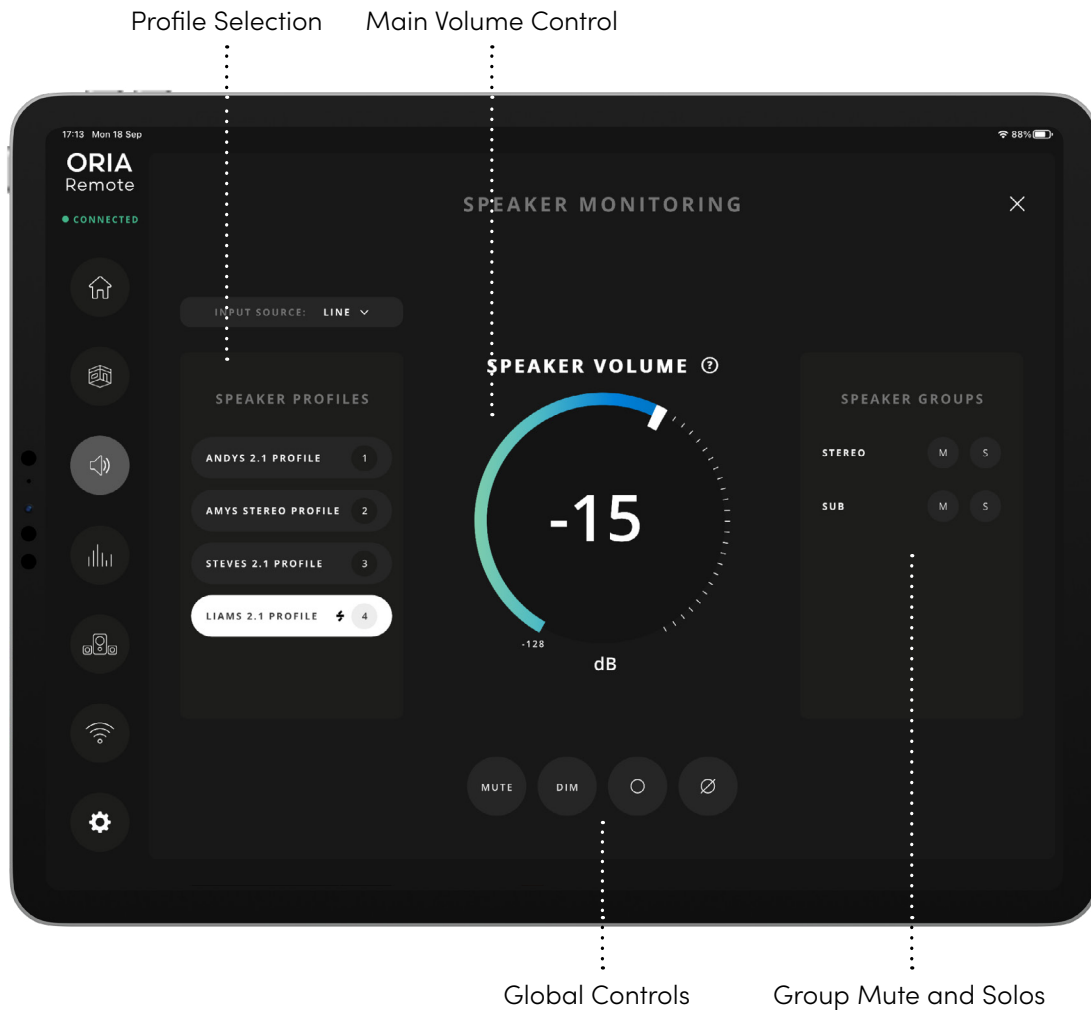 Profile Selection
Main Volume Control
17:13 Mon 18 Sep
88%
ORIA
Remote
CONNECTED
SPEAKER MONITORING
INPUT SOURCE: LINE
SPEAKER VOLUME ?
SPEAKER PROFILES
ANDYS 2.1 PROFILE 1
AMYS STEREO PROFILE 2
STEVES 2.1 PROFILE 3
LIAMS 2.1 PROFILE 4
-15
-128
dB
SPEAKER GROUPS
STEREO M S
SUB M S
MUTE DIM
Global Controls
Group Mute and Solos